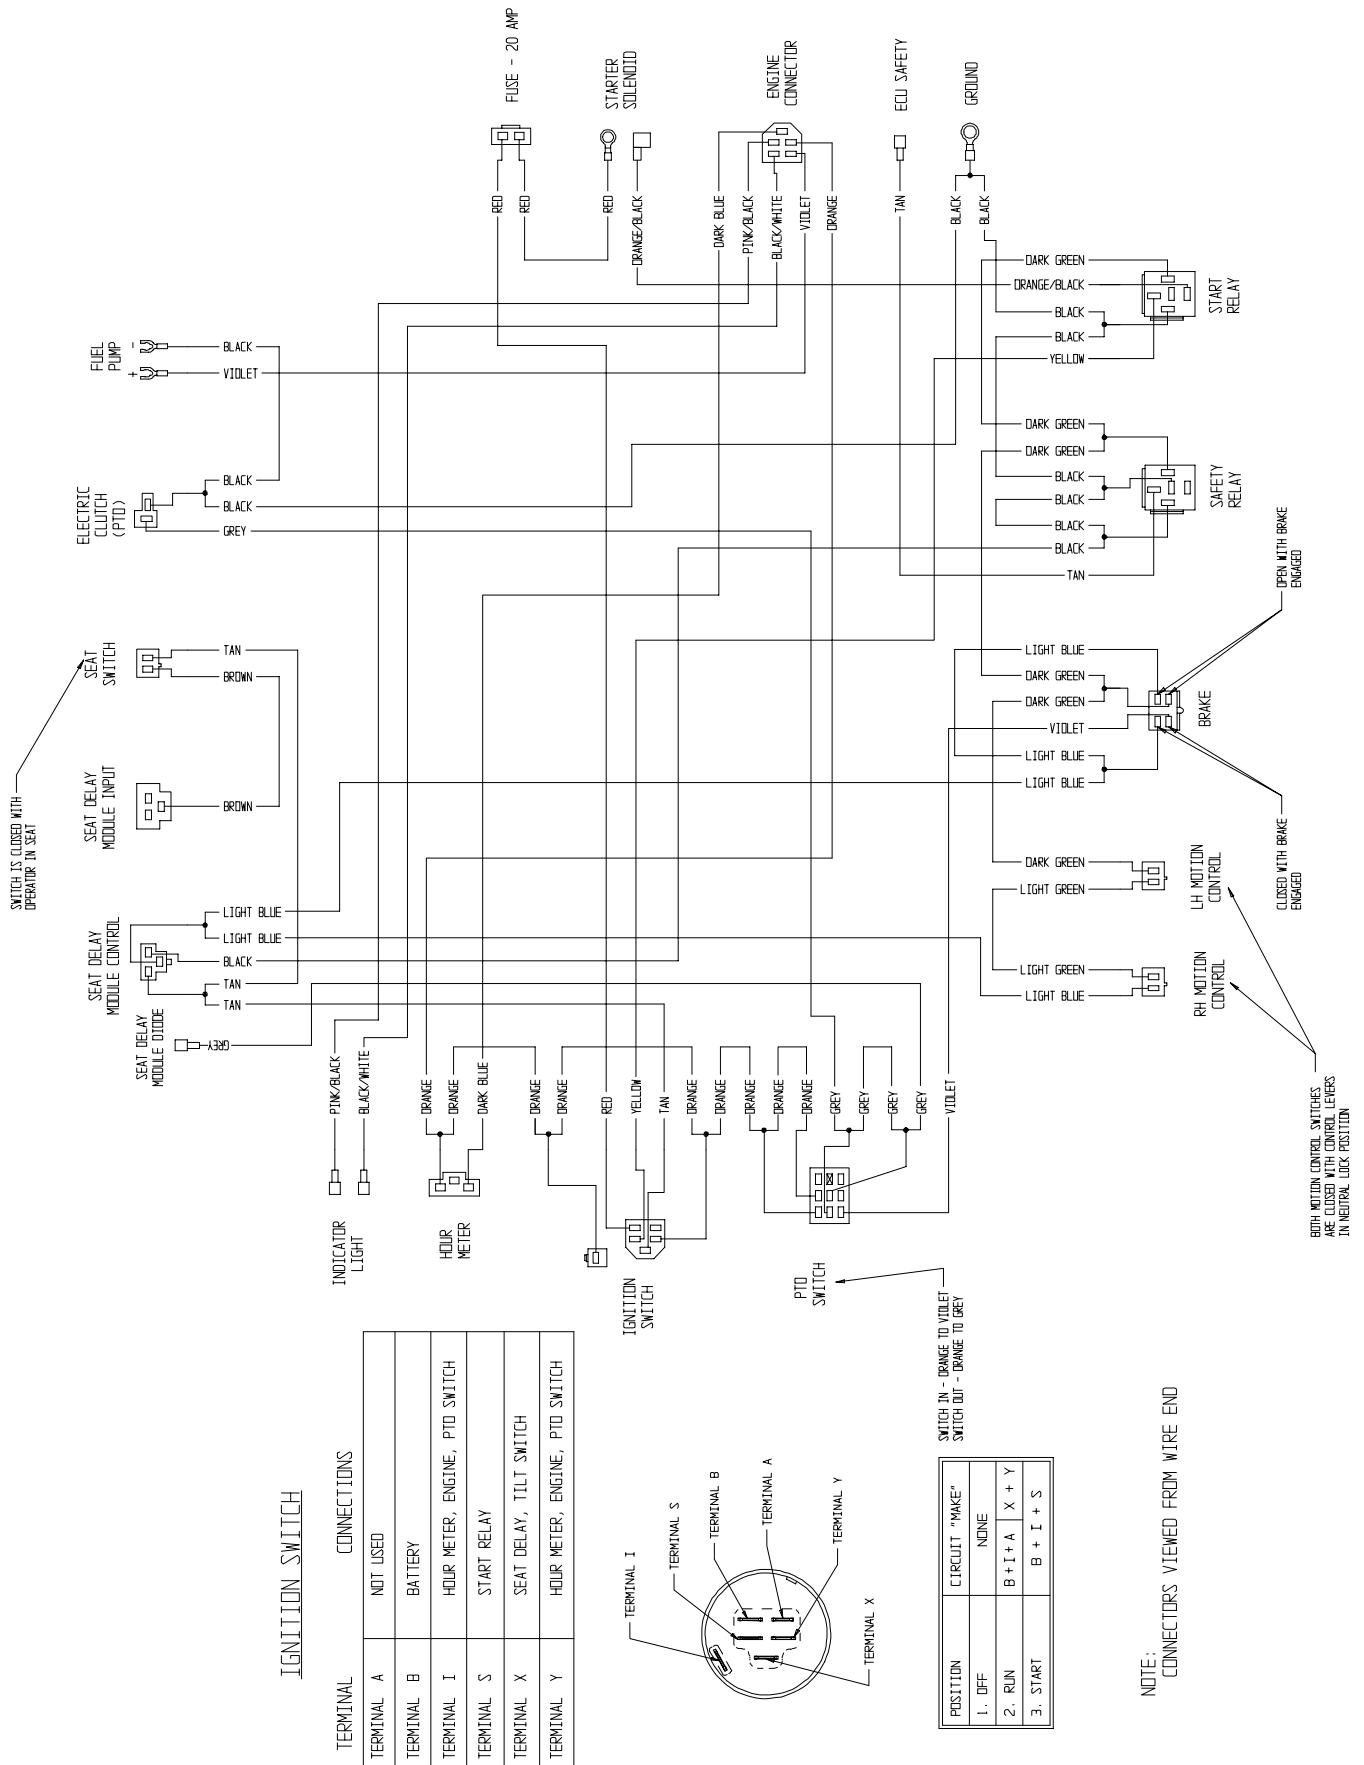 IGNITION SWITCH
TERMINAL CONNECTIONS
TERMINAL A NOT USED
TERMINAL B BATTERY
TERMINAL I HOUR METER, ENGINE, PTO SWITCH
TERMINAL S START RELAY
TERMINAL X SEAT DELAY, TILT SWITCH
TERMINAL Y HOUR METER, ENGINE, PTO SWITCH
TERMINAL I
TERMINAL S
TERMINAL B
TERMINAL A
TERMINAL Y
TERMINAL X
POSITION CIRCUIT "MAKE"
1. OFF NONE
2. RUN B+I+A X + Y
3. START B + I + S
NOTE:
CONNECTORS VIEWED FROM WIRE END
SWITCH IS CLOSED WITH
OPERATOR IN SEAT
SEAT DELAY
MODULE DIODE
GREY
SEAT DELAY
MODULE CONTROL
LIGHT BLUE
LIGHT BLUE
BLACK
TAN
TAN
SEAT DELAY
MODULE INPUT
BROWN
SEAT
SWITCH
TAN
BROWN
ELECTRIC
CLUTCH
(PTO)
BLACK
BLACK
GREY
FUEL
PUMP
-
+
BLACK
VIOLET
FUSE - 20 AMP
RED
RED
STARTER
SOLENOID
RED
ORANGE/BLACK
ENGINE
CONNECTOR
DARK BLUE
PINK/BLACK
BLACK/WHITE
VIOLET
ORANGE
ECU SAFETY
TAN
GROUND
BLACK
BLACK
DARK GREEN
ORANGE/BLACK
BLACK
BLACK
YELLOW
START
RELAY
DARK GREEN
DARK GREEN
BLACK
BLACK
BLACK
BLACK
TAN
SAFETY
RELAY
LIGHT BLUE
DARK GREEN
DARK GREEN
VIOLET
LIGHT BLUE
LIGHT BLUE
BRAKE
OPEN WITH BRAKE
ENGAGED
CLOSED WITH BRAKE
ENGAGED
DARK GREEN
LIGHT GREEN
LH MOTION
CONTROL
LIGHT GREEN
LIGHT BLUE
RH MOTION
CONTROL
BOTH MOTION CONTROL SWITCHES
ARE CLOSED WITH CONTROL LEVERS
IN NEUTRAL LOCK POSITION
INDICATOR
LIGHT
PINK/BLACK
BLACK/WHITE
HOUR
METER
ORANGE
ORANGE
DARK BLUE
ORANGE
ORANGE
IGNITION
SWITCH
RED
YELLOW
TAN
ORANGE
ORANGE
PTO
SWITCH
ORANGE
ORANGE
ORANGE
GREY
GREY
GREY
GREY
VIOLET
SWITCH IN - ORANGE TO VIOLET
SWITCH OUT - ORANGE TO GREY